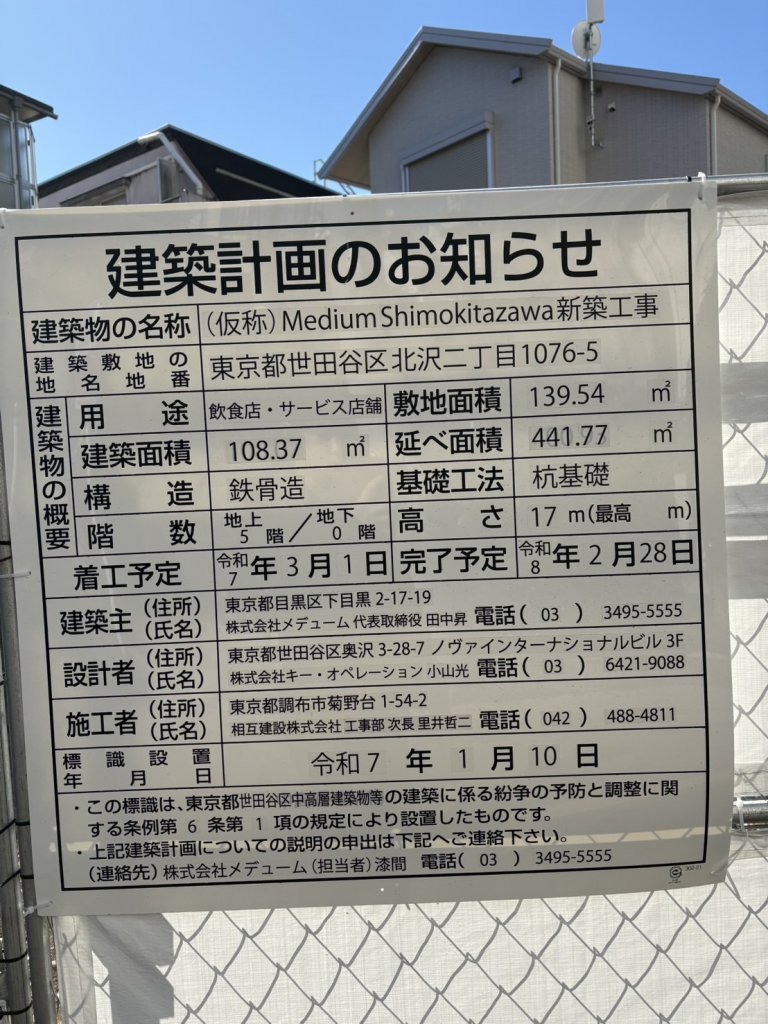 建築計画のお知らせ
建築物の名称 (仮称) Medium Shimokitazawa新築工事
建築敷地の地名地番 東京都世田谷区北沢二丁目1076-5
建築物の概要
用途 飲食店・サービス店舗 敷地面積 139.54 ㎡
建築面積 108.37 ㎡ 延べ面積 441.77 ㎡
構造 鉄骨造 基礎工法 杭基礎
階数 地上5階/地下0階 高さ 17 m(最高 m)
着工予定 令和7年3月1日 完了予定 令和8年2月28日
建築主 (住所) 東京都目黒区下目黒 2-17-19
(氏名) 株式会社メデューム 代表取締役 田中昇 電話( 03 ) 3495-5555
設計者 (住所) 東京都世田谷区奥沢 3-28-7 ノヴァインターナショナルビル 3F
(氏名) 株式会社キー・オペレーション 小山光 電話( 03 ) 6421-9088
施工者 (住所) 東京都調布市菊野台 1-54-2
(氏名) 相互建設株式会社 工事部 次長 里井哲二 電話( 042 ) 488-4811
標識設置年月日 令和7 年 1 月 10 日
・この標識は、東京都世田谷区中高層建築物等の建築に係る紛争の予防と調整に関
する条例第 6 条第 1 項の規定により設置したものです。
・上記建築計画についての説明の申出は下記へご連絡下さい。
(連絡先) 株式会社メデューム (担当者) 漆間 電話( 03 ) 3495-5555
302-21